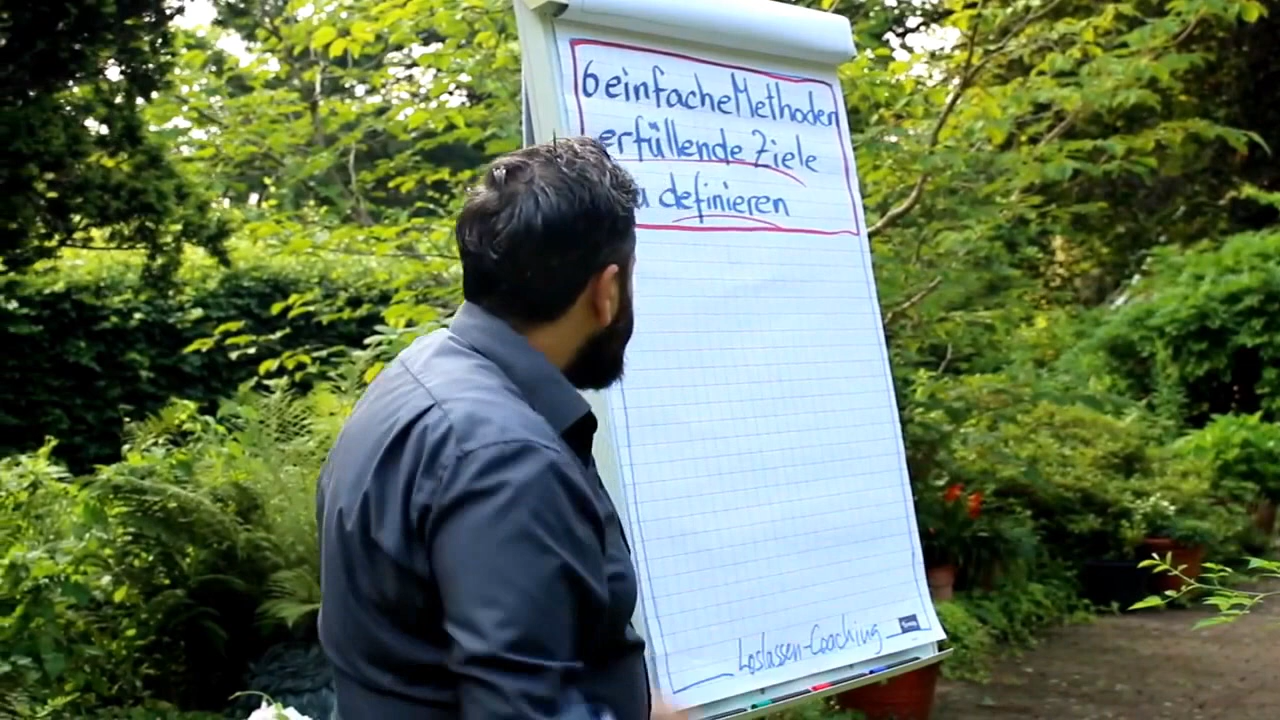 6 einfache Methoden
erfüllende Ziele
zu definieren
Loslassen-Coaching